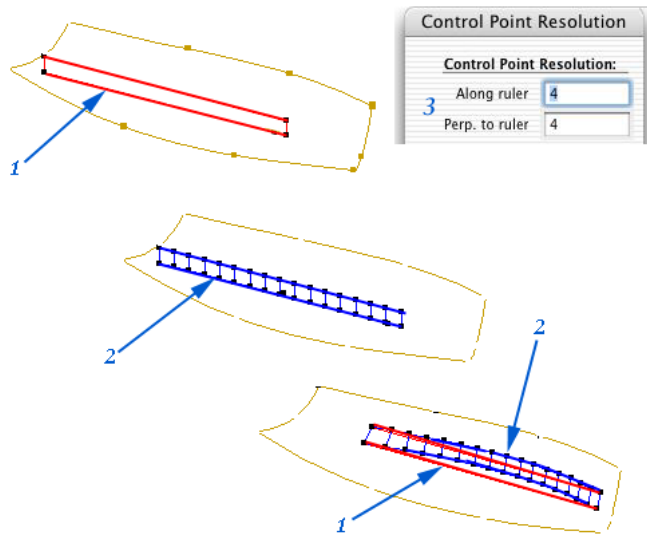 Control Point Resolution
Control Point Resolution:
Along ruler 4
3
Perp. to ruler 4
1
2
2
1